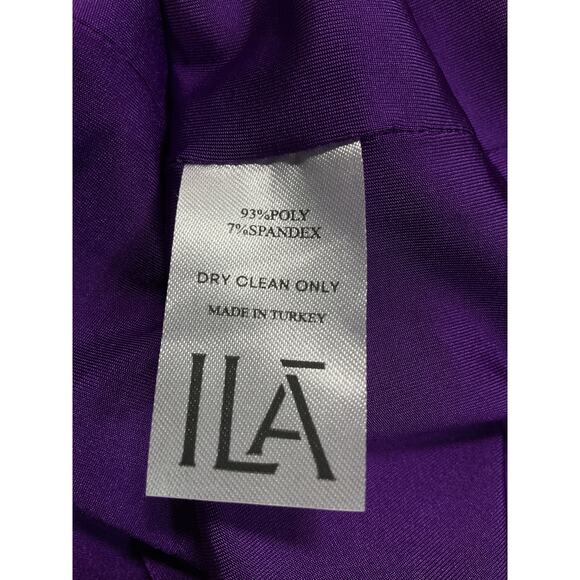 93%POLY
7%SPANDEX
DRY CLEAN ONLY
MADE IN TURKEY
ILĀ